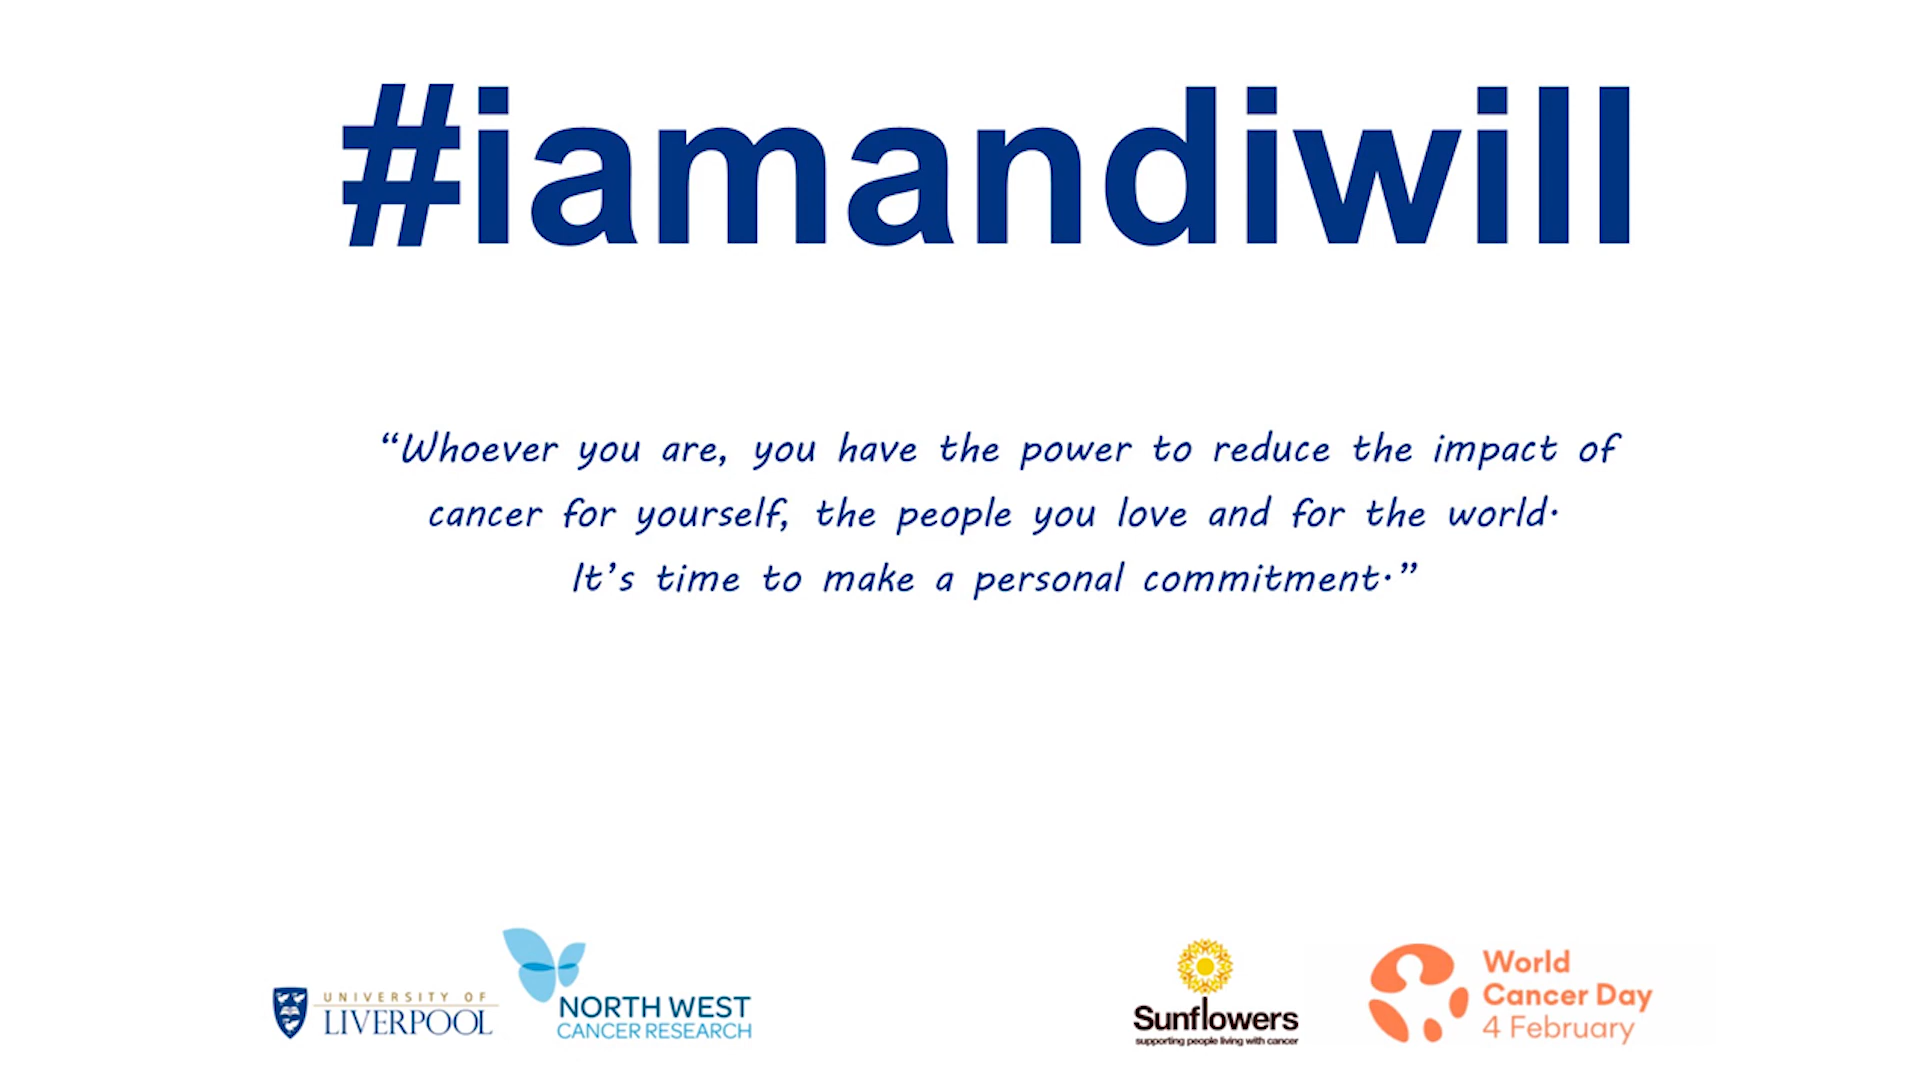 #iamandiwill
“Whoever you are, you have the power to reduce the impact of
cancer for yourself, the people you love and for the world.
It’s time to make a personal commitment.”
UNIVERSITY OF
LIVERPOOL
NORTH WEST
CANCER RESEARCH
Sunflowers
supporting people living with cancer
World
Cancer Day
4 February